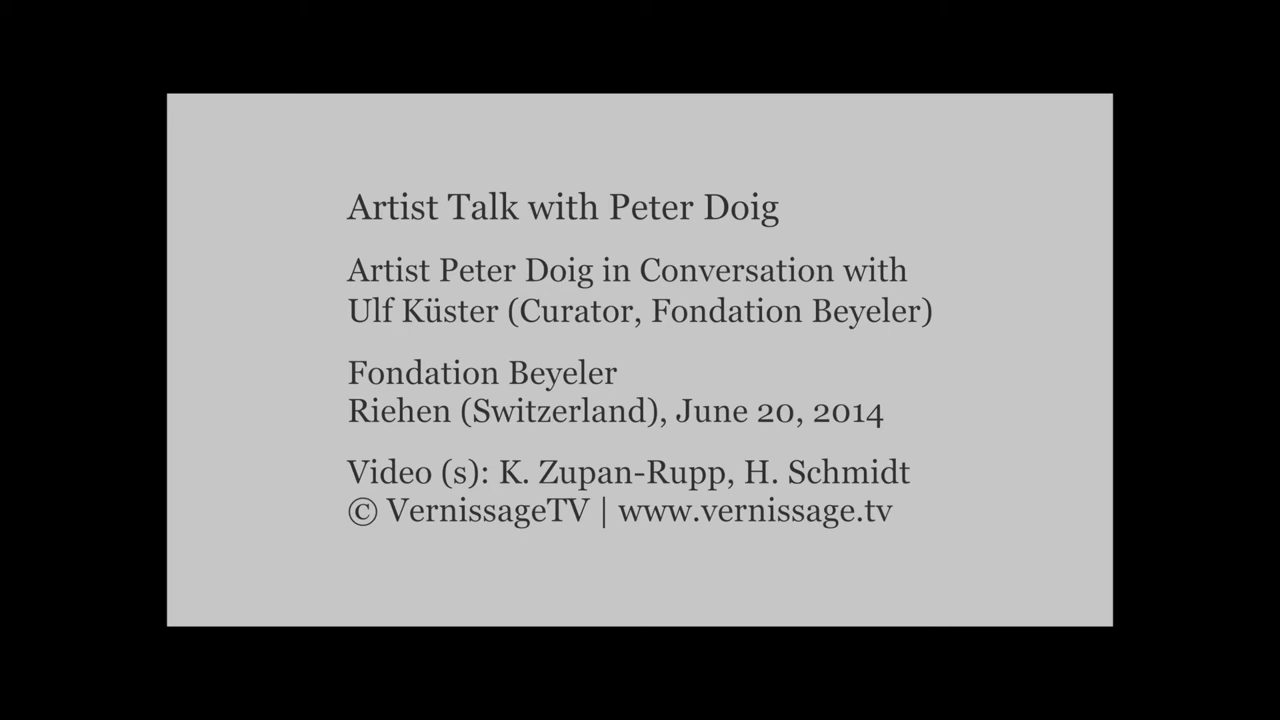 Artist Talk with Peter Doig
Artist Peter Doig in Conversation with
Ulf Küster (Curator, Fondation Beyeler)
Fondation Beyeler
Riehen (Switzerland), June 20, 2014
Video (s): K. Zupan-Rupp, H. Schmidt
© VernissageTV | www.vernissage.tv